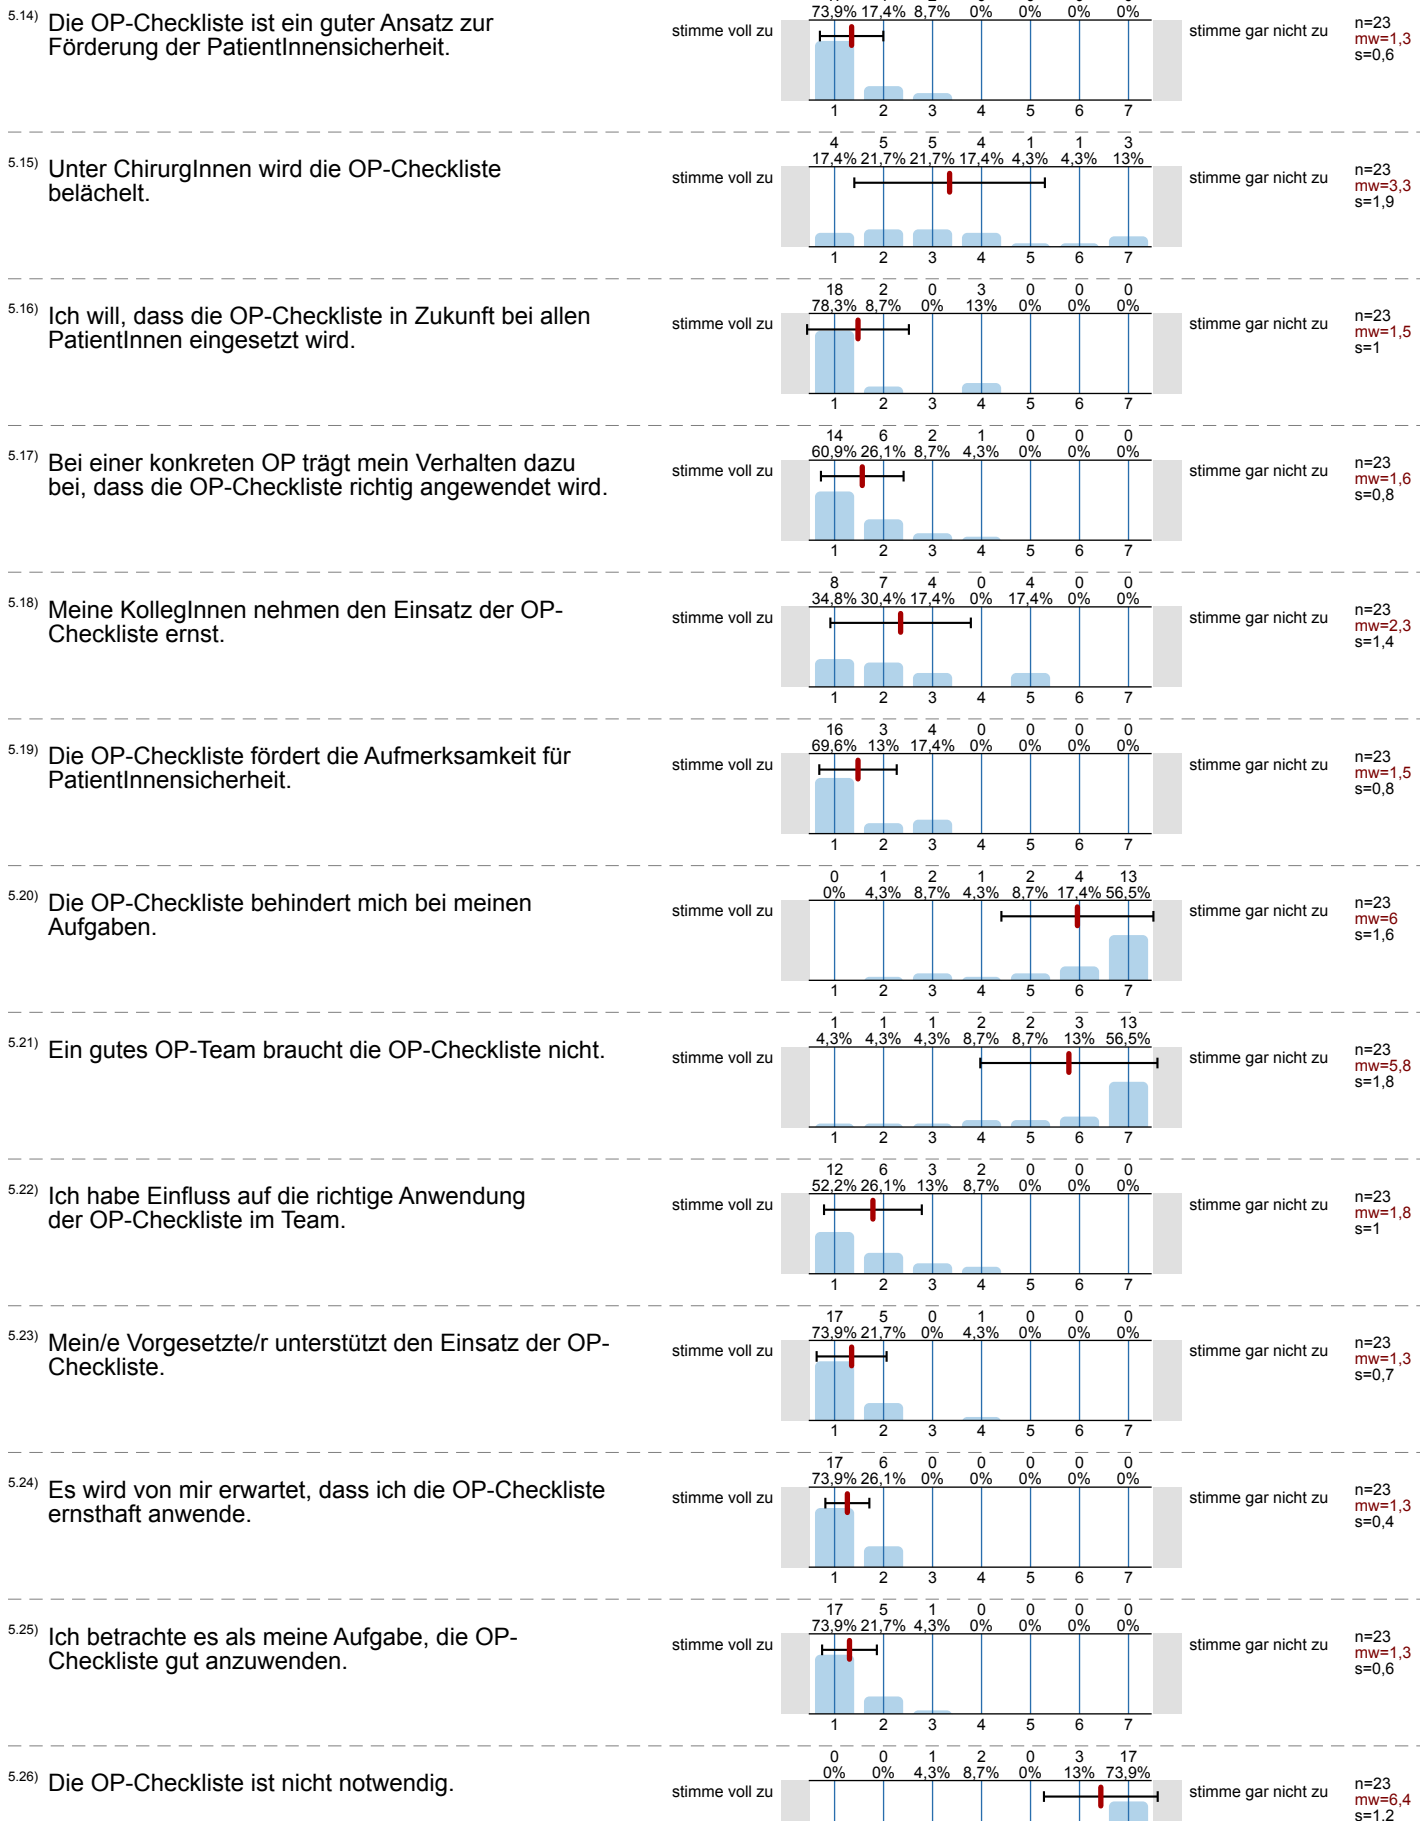 73,9% 17,4% 8,7% 0% 0% 0% 0%
5.14) Die OP-Checkliste ist ein guter Ansatz zur
Förderung der PatientInnensicherheit.
stimme voll zu
stimme gar nicht zu
n=23
mw=1,3
s=0,6
1 2 3 4 5 6 7
4 5 5 4 1 1 3
17,4% 21,7% 21,7% 17,4% 4,3% 4,3% 13%
5.15) Unter ChirurgInnen wird die OP-Checkliste
belächelt.
stimme voll zu
stimme gar nicht zu
n=23
mw=3,3
s=1,9
1 2 3 4 5 6 7
18 2 0 3 0 0 0
78,3% 8,7% 0% 13% 0% 0% 0%
5.16) Ich will, dass die OP-Checkliste in Zukunft bei allen
PatientInnen eingesetzt wird.
stimme voll zu
stimme gar nicht zu
n=23
mw=1,5
s=1
1 2 3 4 5 6 7
14 6 2 1 0 0 0
60,9% 26,1% 8,7% 4,3% 0% 0% 0%
5.17) Bei einer konkreten OP trägt mein Verhalten dazu
bei, dass die OP-Checkliste richtig angewendet wird.
stimme voll zu
stimme gar nicht zu
n=23
mw=1,6
s=0,8
1 2 3 4 5 6 7
8 7 4 0 4 0 0
34,8% 30,4% 17,4% 0% 17,4% 0% 0%
5.18) Meine KollegInnen nehmen den Einsatz der OP-
Checkliste ernst.
stimme voll zu
stimme gar nicht zu
n=23
mw=2,3
s=1,4
1 2 3 4 5 6 7
16 3 4 0 0 0 0
69,6% 13% 17,4% 0% 0% 0% 0%
5.19) Die OP-Checkliste fördert die Aufmerksamkeit für
PatientInnensicherheit.
stimme voll zu
stimme gar nicht zu
n=23
mw=1,5
s=0,8
1 2 3 4 5 6 7
0 1 2 1 2 4 13
0% 4,3% 8,7% 4,3% 8,7% 17,4% 56,5%
5.20) Die OP-Checkliste behindert mich bei meinen
Aufgaben.
stimme voll zu
stimme gar nicht zu
n=23
mw=6
s=1,6
1 2 3 4 5 6 7
1 1 1 2 2 3 13
4,3% 4,3% 4,3% 8,7% 8,7% 13% 56,5%
5.21) Ein gutes OP-Team braucht die OP-Checkliste nicht.
stimme voll zu
stimme gar nicht zu
n=23
mw=5,8
s=1,8
1 2 3 4 5 6 7
12 6 3 2 0 0 0
52,2% 26,1% 13% 8,7% 0% 0% 0%
5.22) Ich habe Einfluss auf die richtige Anwendung
der OP-Checkliste im Team.
stimme voll zu
stimme gar nicht zu
n=23
mw=1,8
s=1
1 2 3 4 5 6 7
17 5 0 1 0 0 0
73,9% 21,7% 0% 4,3% 0% 0% 0%
5.23) Mein/e Vorgesetzte/r unterstützt den Einsatz der OP-
Checkliste.
stimme voll zu
stimme gar nicht zu
n=23
mw=1,3
s=0,7
1 2 3 4 5 6 7
17 6 0 0 0 0 0
73,9% 26,1% 0% 0% 0% 0% 0%
5.24) Es wird von mir erwartet, dass ich die OP-Checkliste
ernsthaft anwende.
stimme voll zu
stimme gar nicht zu
n=23
mw=1,3
s=0,4
1 2 3 4 5 6 7
17 5 1 0 0 0 0
73,9% 21,7% 4,3% 0% 0% 0% 0%
5.25) Ich betrachte es als meine Aufgabe, die OP-
Checkliste gut anzuwenden.
stimme voll zu
stimme gar nicht zu
n=23
mw=1,3
s=0,6
1 2 3 4 5 6 7
0 0 1 2 0 3 17
0% 0% 4,3% 8,7% 0% 13% 73,9%
5.26) Die OP-Checkliste ist nicht notwendig.
stimme voll zu
stimme gar nicht zu
n=23
mw=6,4
s=1,2